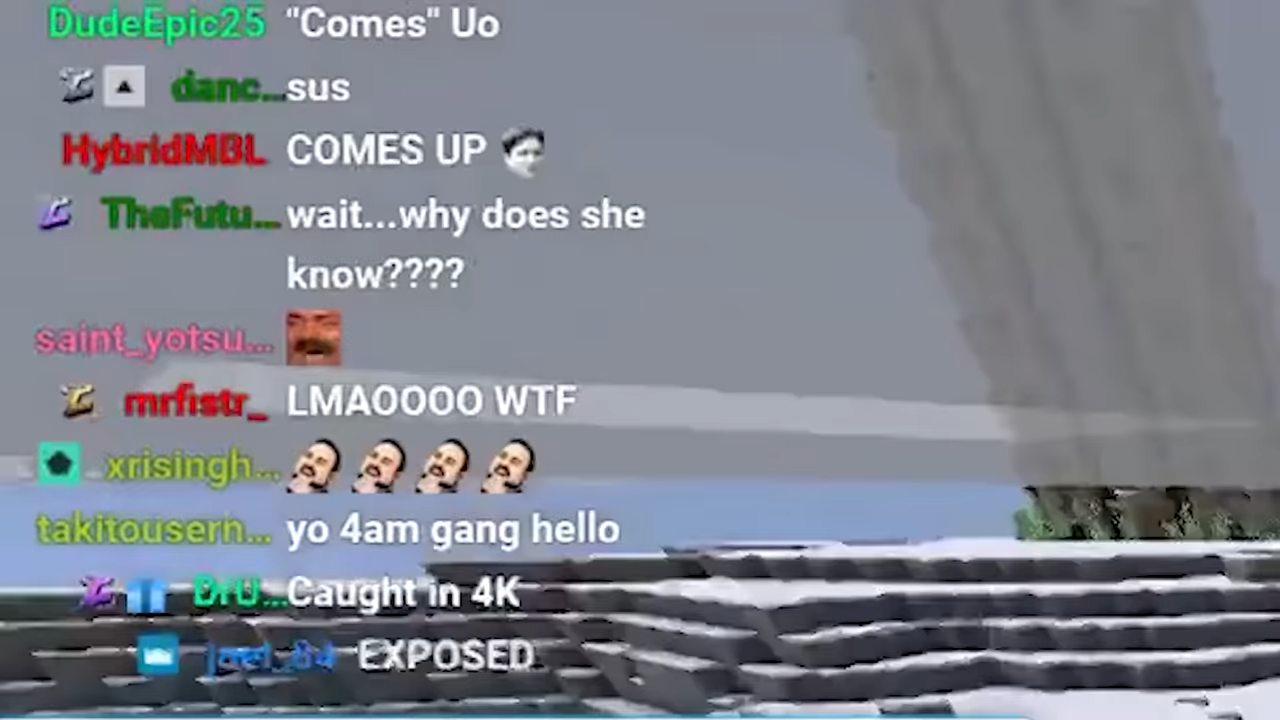 DudeEpic25 "Comes" Uo
danc... sus
HybridMBL COMES UP
TheFutu... wait...why does she
know????
saint_yotsu...
mrfistr_ LMAOOOO WTF
xrisingh...
takitousern... yo 4am gang hello
DrU... Caught in 4K
EXPOSED